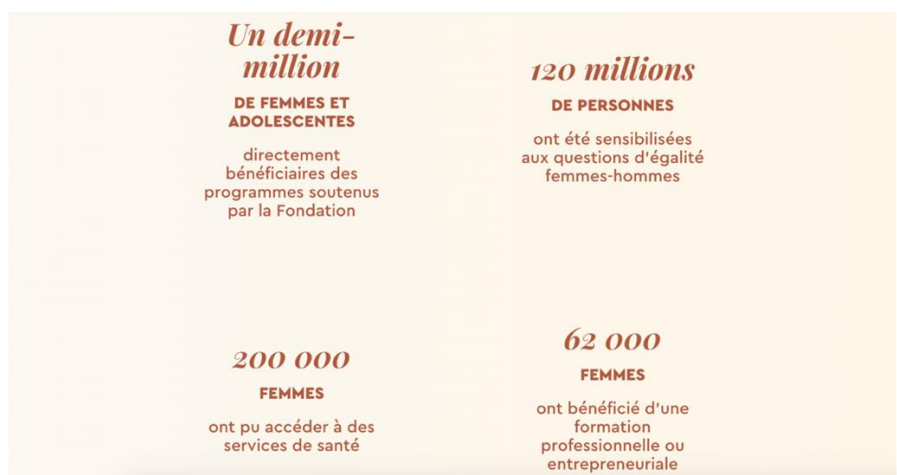 Un demi-
million
DE FEMMES ET
ADOLESCENTES
directement
bénéficiaires des
programmes soutenus
par la Fondation
120 millions
DE PERSONNES
ont été sensibilisées
aux questions d'égalité
femmes-hommes
200 000
FEMMES
ont pu accéder à des
services de santé
62 000
FEMMES
ont bénéficié d'une
formation
professionnelle ou
entrepreneuriale